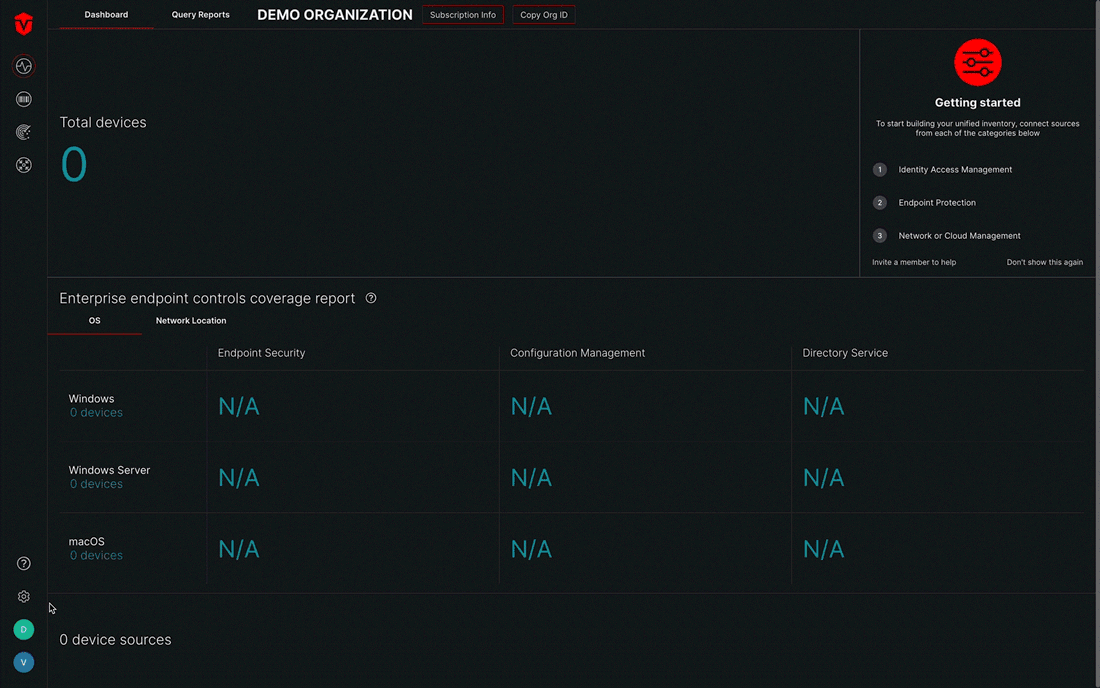 Dashboard
Query Reports
DEMO ORGANIZATION
Subscription Info
Copy Org ID
Total devices
0
Getting started
To start building your unified inventory, connect sources
from each of the categories below
1 Identity Access Management
2 Endpoint Protection
3 Network or Cloud Management
Invite a member to help
Don't show this again
Enterprise endpoint controls coverage report ?
OS
Network Location
Endpoint Security
Configuration Management
Directory Service
Windows
0 devices
N/A
N/A
N/A
Windows Server
0 devices
N/A
N/A
N/A
macOS
0 devices
N/A
N/A
N/A
0 device sources
?
D
V